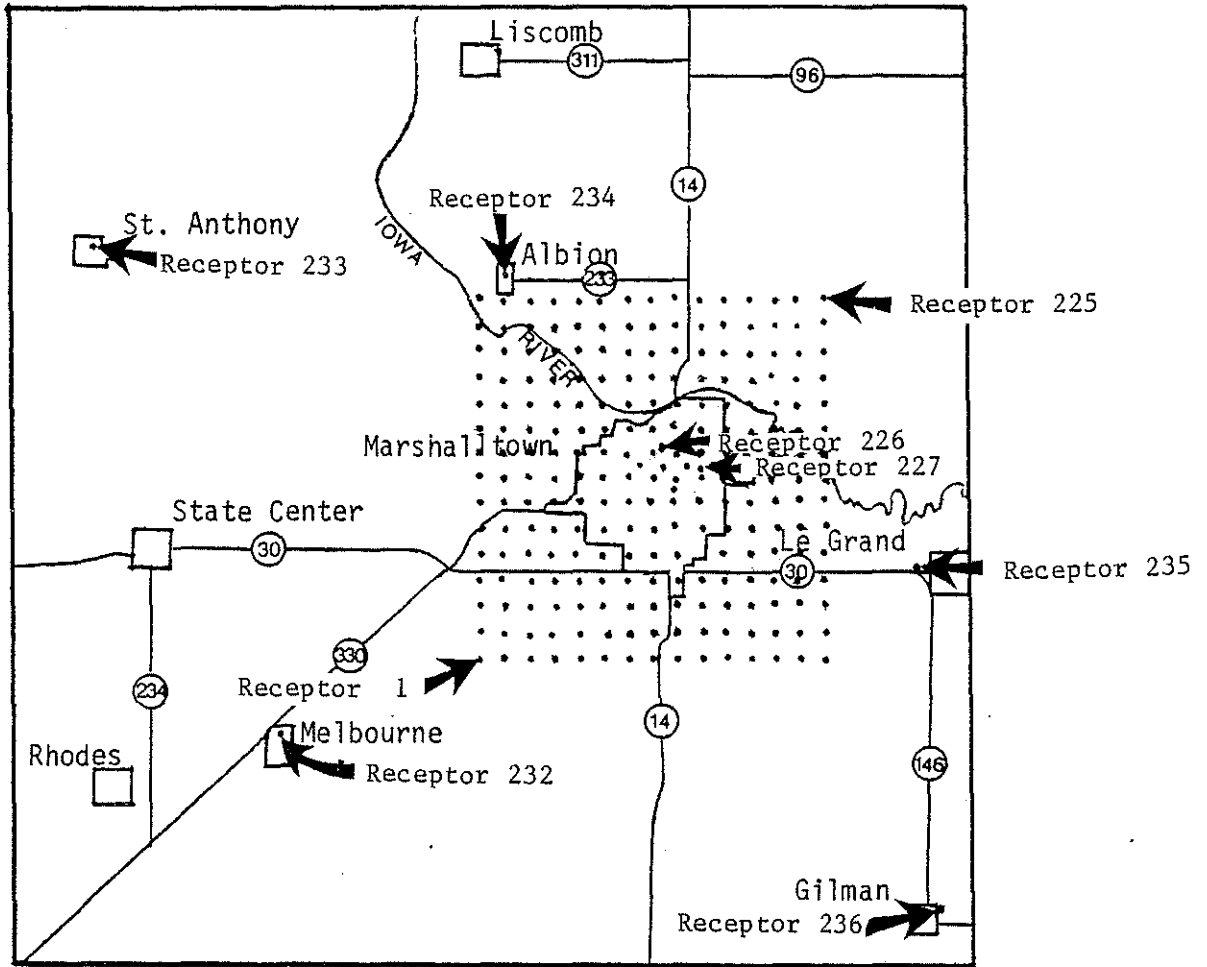 Liscomb
311
96
14
Receptor 234
St. Anthony
IOWA
Albion
Receptor 233
233
Receptor 225
RIVER
Marshalltown
Receptor 226
Receptor 227
State Center
30
Le Grand
30
Receptor 235
330
Receptor 1
234
14
Melbourne
Rhodes
Receptor 232
146
Gilman
Receptor 236